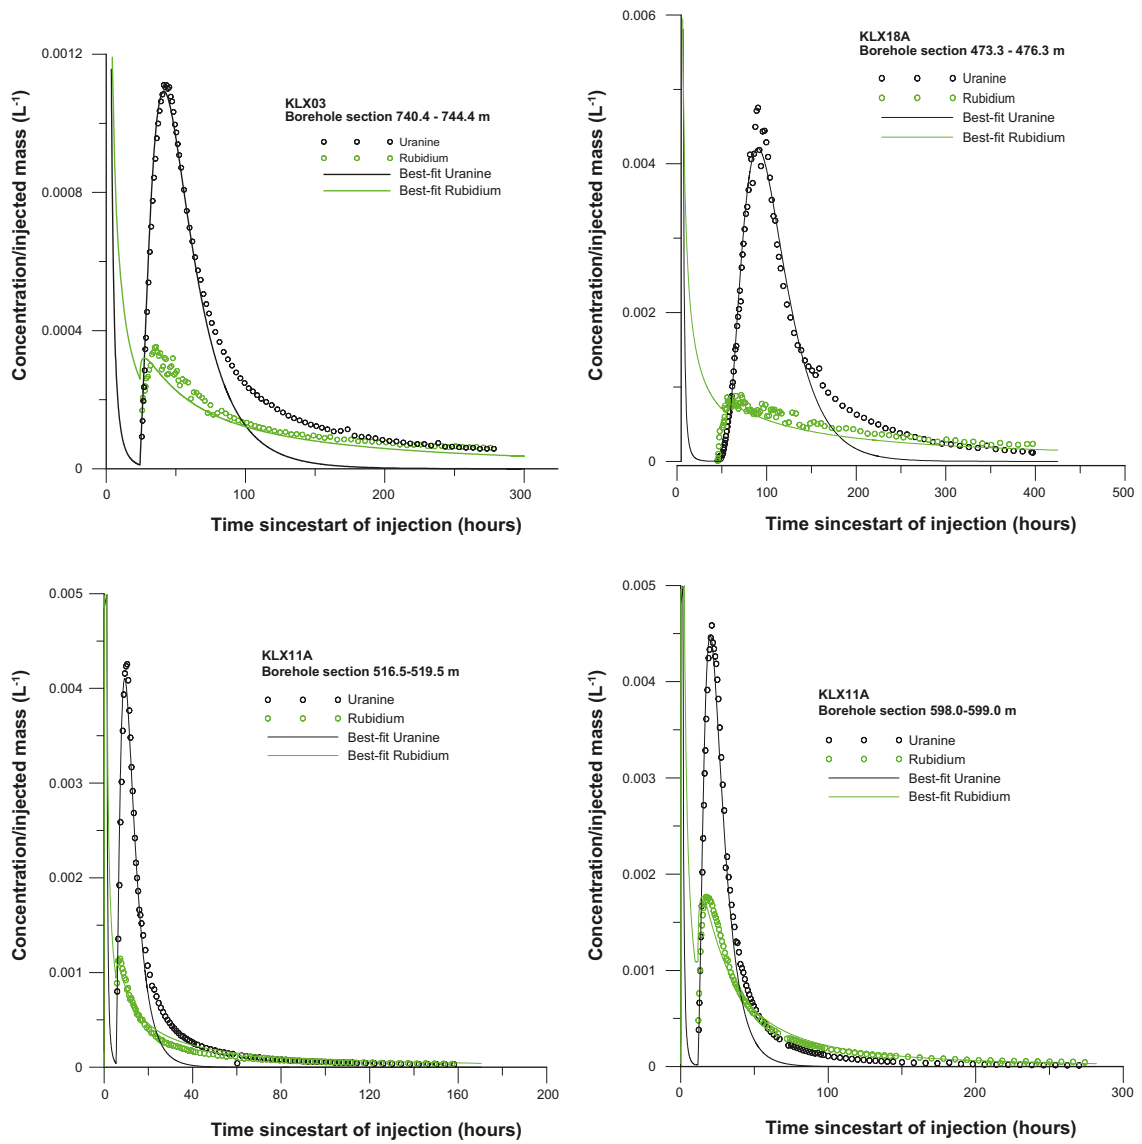 Concentration/injected mass (L-1)
0.0012
0.0008
0.0004
0
KLX03
Borehole section 740.4 - 744.4 m
Uranine
Rubidium
Best-fit Uranine
Best-fit Rubidium
0 100 200 300
Time sincestart of injection (hours)
Concentration/injected mass (L-1)
0.006
0.004
0.002
0
KLX18A
Borehole section 473.3 - 476.3 m
Uranine
Rubidium
Best-fit Uranine
Best-fit Rubidium
0 100 200 300 400 500
Time sincestart of injection (hours)
Concentration/injected mass (L-1)
0.005
0.004
0.003
0.002
0.001
0
KLX11A
Borehole section 516.5-519.5 m
Uranine
Rubidium
Best-fit Uranine
Best-fit Rubidium
0 40 80 120 160 200
Time sincestart of injection (hours)
Concentration/injected mass (L-1)
0.005
0.004
0.003
0.002
0.001
0
KLX11A
Borehole section 598.0-599.0 m
Uranine
Rubidium
Best-fit Uranine
Best-fit Rubidium
0 100 200 300
Time sincestart of injection (hours)